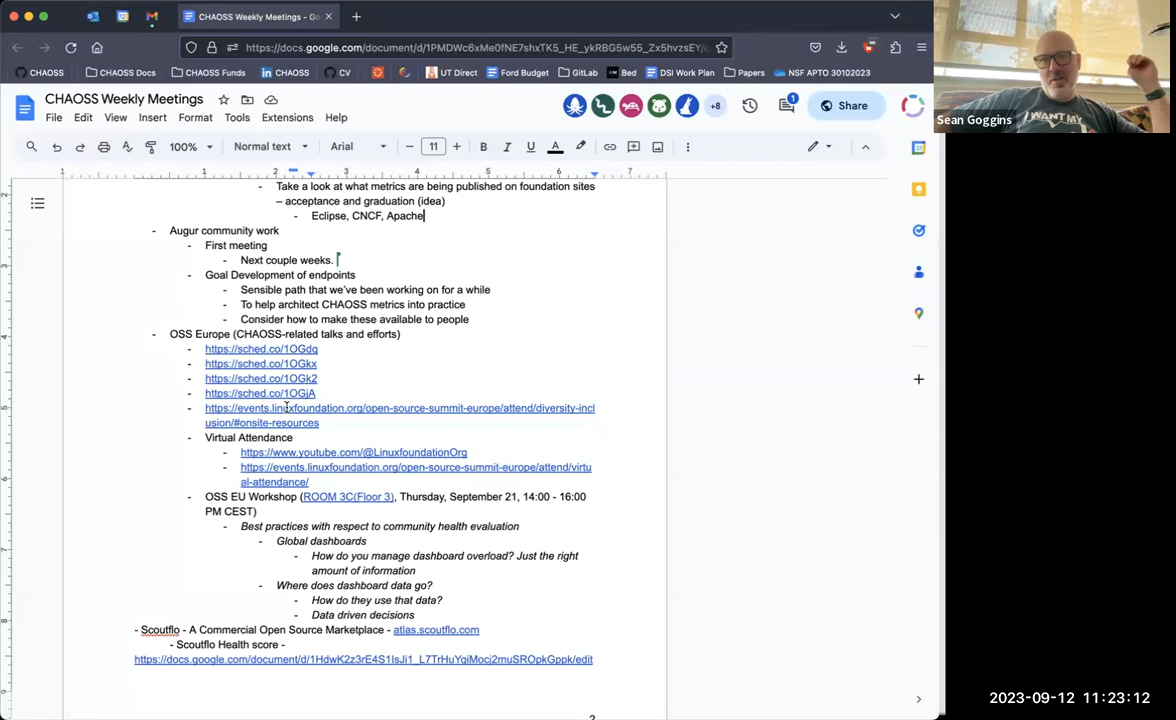 CHAOSS Weekly Meetings - Go
https://docs.google.com/document/d/1PMDWc6xMe0fNE7shxTK5_HE_ykRBG5w55_Zx5hvzsEY/e
CHAOSS
CHAOSS Docs
CHAOSS Funds
CHAOSS
CV
UT Direct
Ford Budget
GitLab
Bed
DSI Work Plan
Papers
NSF APTO 30102023
Sean Goggins
I WANT MY
CHAOSS Weekly Meetings
+8
1
Share
File Edit View Insert Format Tools Extensions Help
100%
Normal text
Arial
11
B I U A
1 1 2 3 4 5 6 7
- Take a look at what metrics are being published on foundation sites
– acceptance and graduation (idea)
- Eclipse, CNCF, Apache
- Augur community work
- First meeting
- Next couple weeks.
- Goal Development of endpoints
- Sensible path that we've been working on for a while
- To help architect CHAOSS metrics into practice
- Consider how to make these available to people
- OSS Europe (CHAOSS-related talks and efforts)
- https://sched.co/1OGdq
- https://sched.co/1OGkx
- https://sched.co/1OGk2
- https://sched.co/1OGjA
- https://events.linuxfoundation.org/open-source-summit-europe/attend/diversity-incl
usion/#onsite-resources
- Virtual Attendance
- https://www.youtube.com/@LinuxfoundationOrg
- https://events.linuxfoundation.org/open-source-summit-europe/attend/virtu
al-attendance/
- OSS EU Workshop (ROOM 3C(Floor 3), Thursday, September 21, 14:00 - 16:00
PM CEST)
- Best practices with respect to community health evaluation
- Global dashboards
- How do you manage dashboard overload? Just the right
amount of information
- Where does dashboard data go?
- How do they use that data?
- Data driven decisions
- Scoutflo - A Commercial Open Source Marketplace - atlas.scoutflo.com
- Scoutflo Health score -
https://docs.google.com/document/d/1HdwK2z3rE4S1IsJi1_L7TrHuYqiMocj2muSROpkGppk/edit
2
2023-09-12 11:23:12